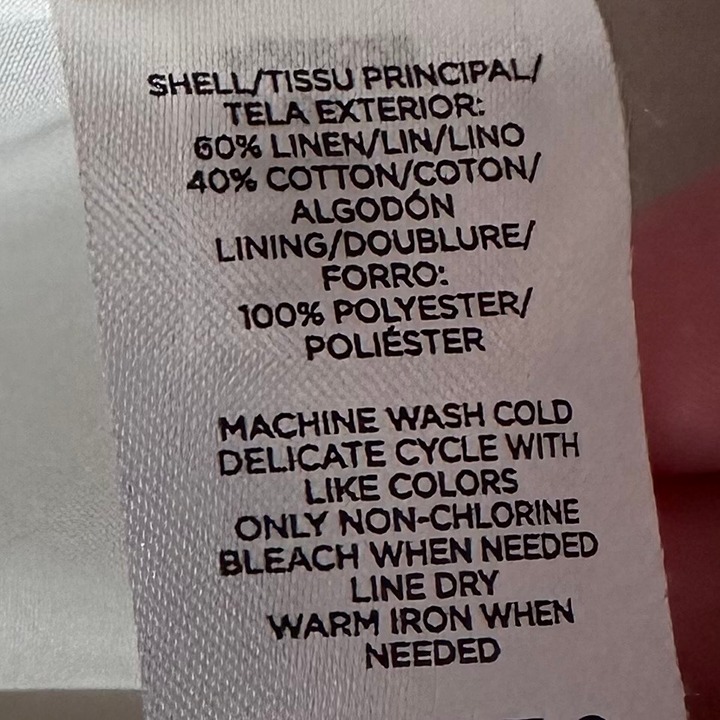 SHELL/TISSU PRINCIPAL/
TELA EXTERIOR:
60% LINEN/LIN/LINO
40% COTTON/COTON/
ALGODÓN
LINING/DOUBLURE/
FORRO:
100% POLYESTER/
POLIÉSTER
MACHINE WASH COLD
DELICATE CYCLE WITH
LIKE COLORS
ONLY NON-CHLORINE
BLEACH WHEN NEEDED
LINE DRY
WARM IRON WHEN
NEEDED